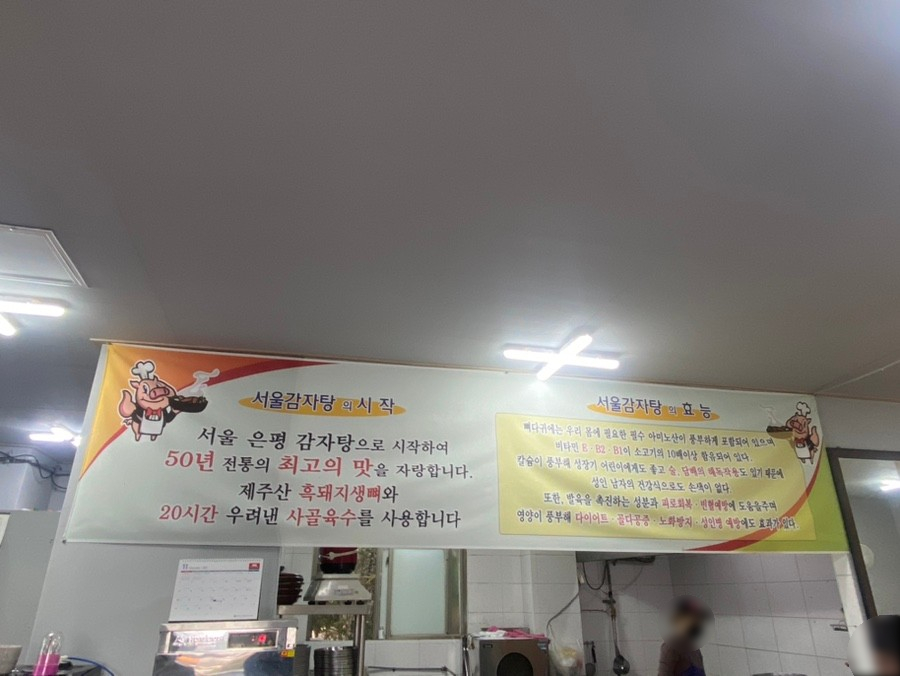 서울감자탕의 시작
서울 은평 감자탕으로 시작하여
50년 전통의 최고의 맛을 자랑합니다.
제주산 흑돼지생뼈와
20시간 우려낸 사골육수를 사용합니다
서울감자탕의 효능
뼈다귀에는 우리 몸에 필요한 필수 아미노산이 풍부하게 포함되어 있으며
비타민 E · B2 · B1이 소고기의 10배이상 함유되어 있다.
칼슘이 풍부해 성장기 어린이에게도 좋고 술, 담배의 해독작용도 있기 때문에
성인 남자의 건강식으로도 손색이 없다.
또한, 발육을 촉진하는 성분과 피로회복 · 빈혈예방에 도움을주며
영양이 풍부해 다이어트 · 골다공증 · 노화방지 · 성인병 예방에도 효과가 있다.